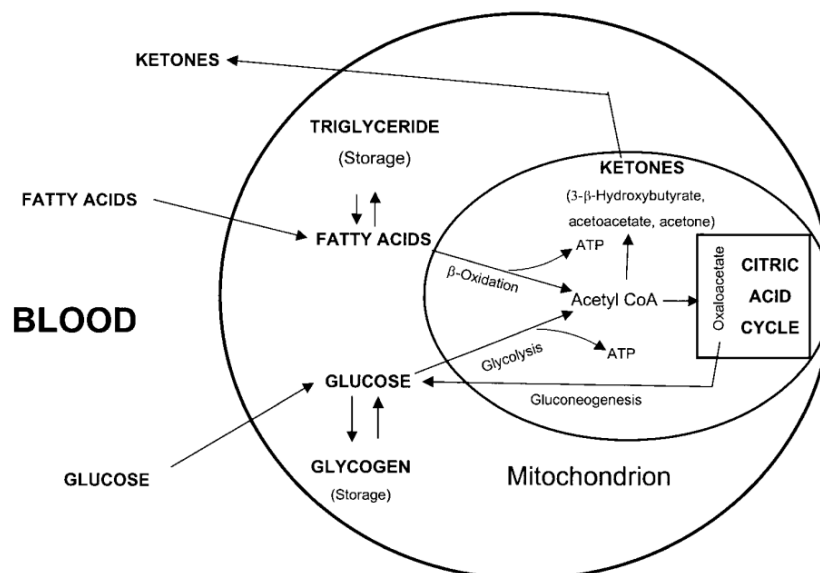 KETONES
TRIGLYCERIDE
(Storage)
KETONES
(3-β-Hydroxybutyrate,
acetoacetate, acetone)
FATTY ACIDS
FATTY ACIDS
ATP
β-Oxidation
Acetyl CoA
Oxaloacetate
CITRIC
ACID
CYCLE
BLOOD
Glycolysis
ATP
GLUCOSE
Gluconeogenesis
GLYCOGEN
(Storage)
GLUCOSE
Mitochondrion